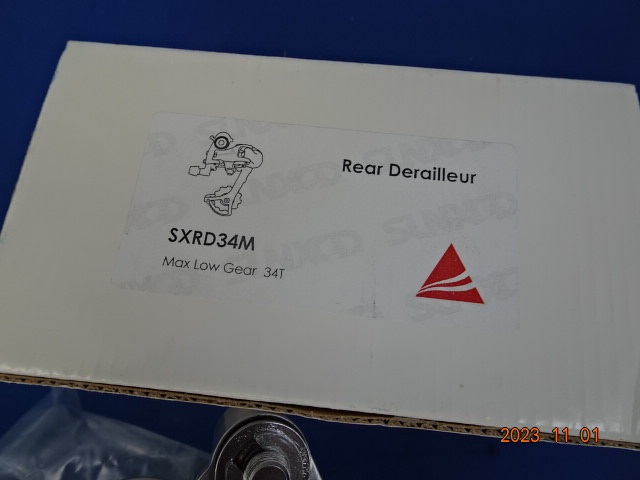 Rear Derailleur
SXRD34M
Max Low Gear 34T
2023 11 01